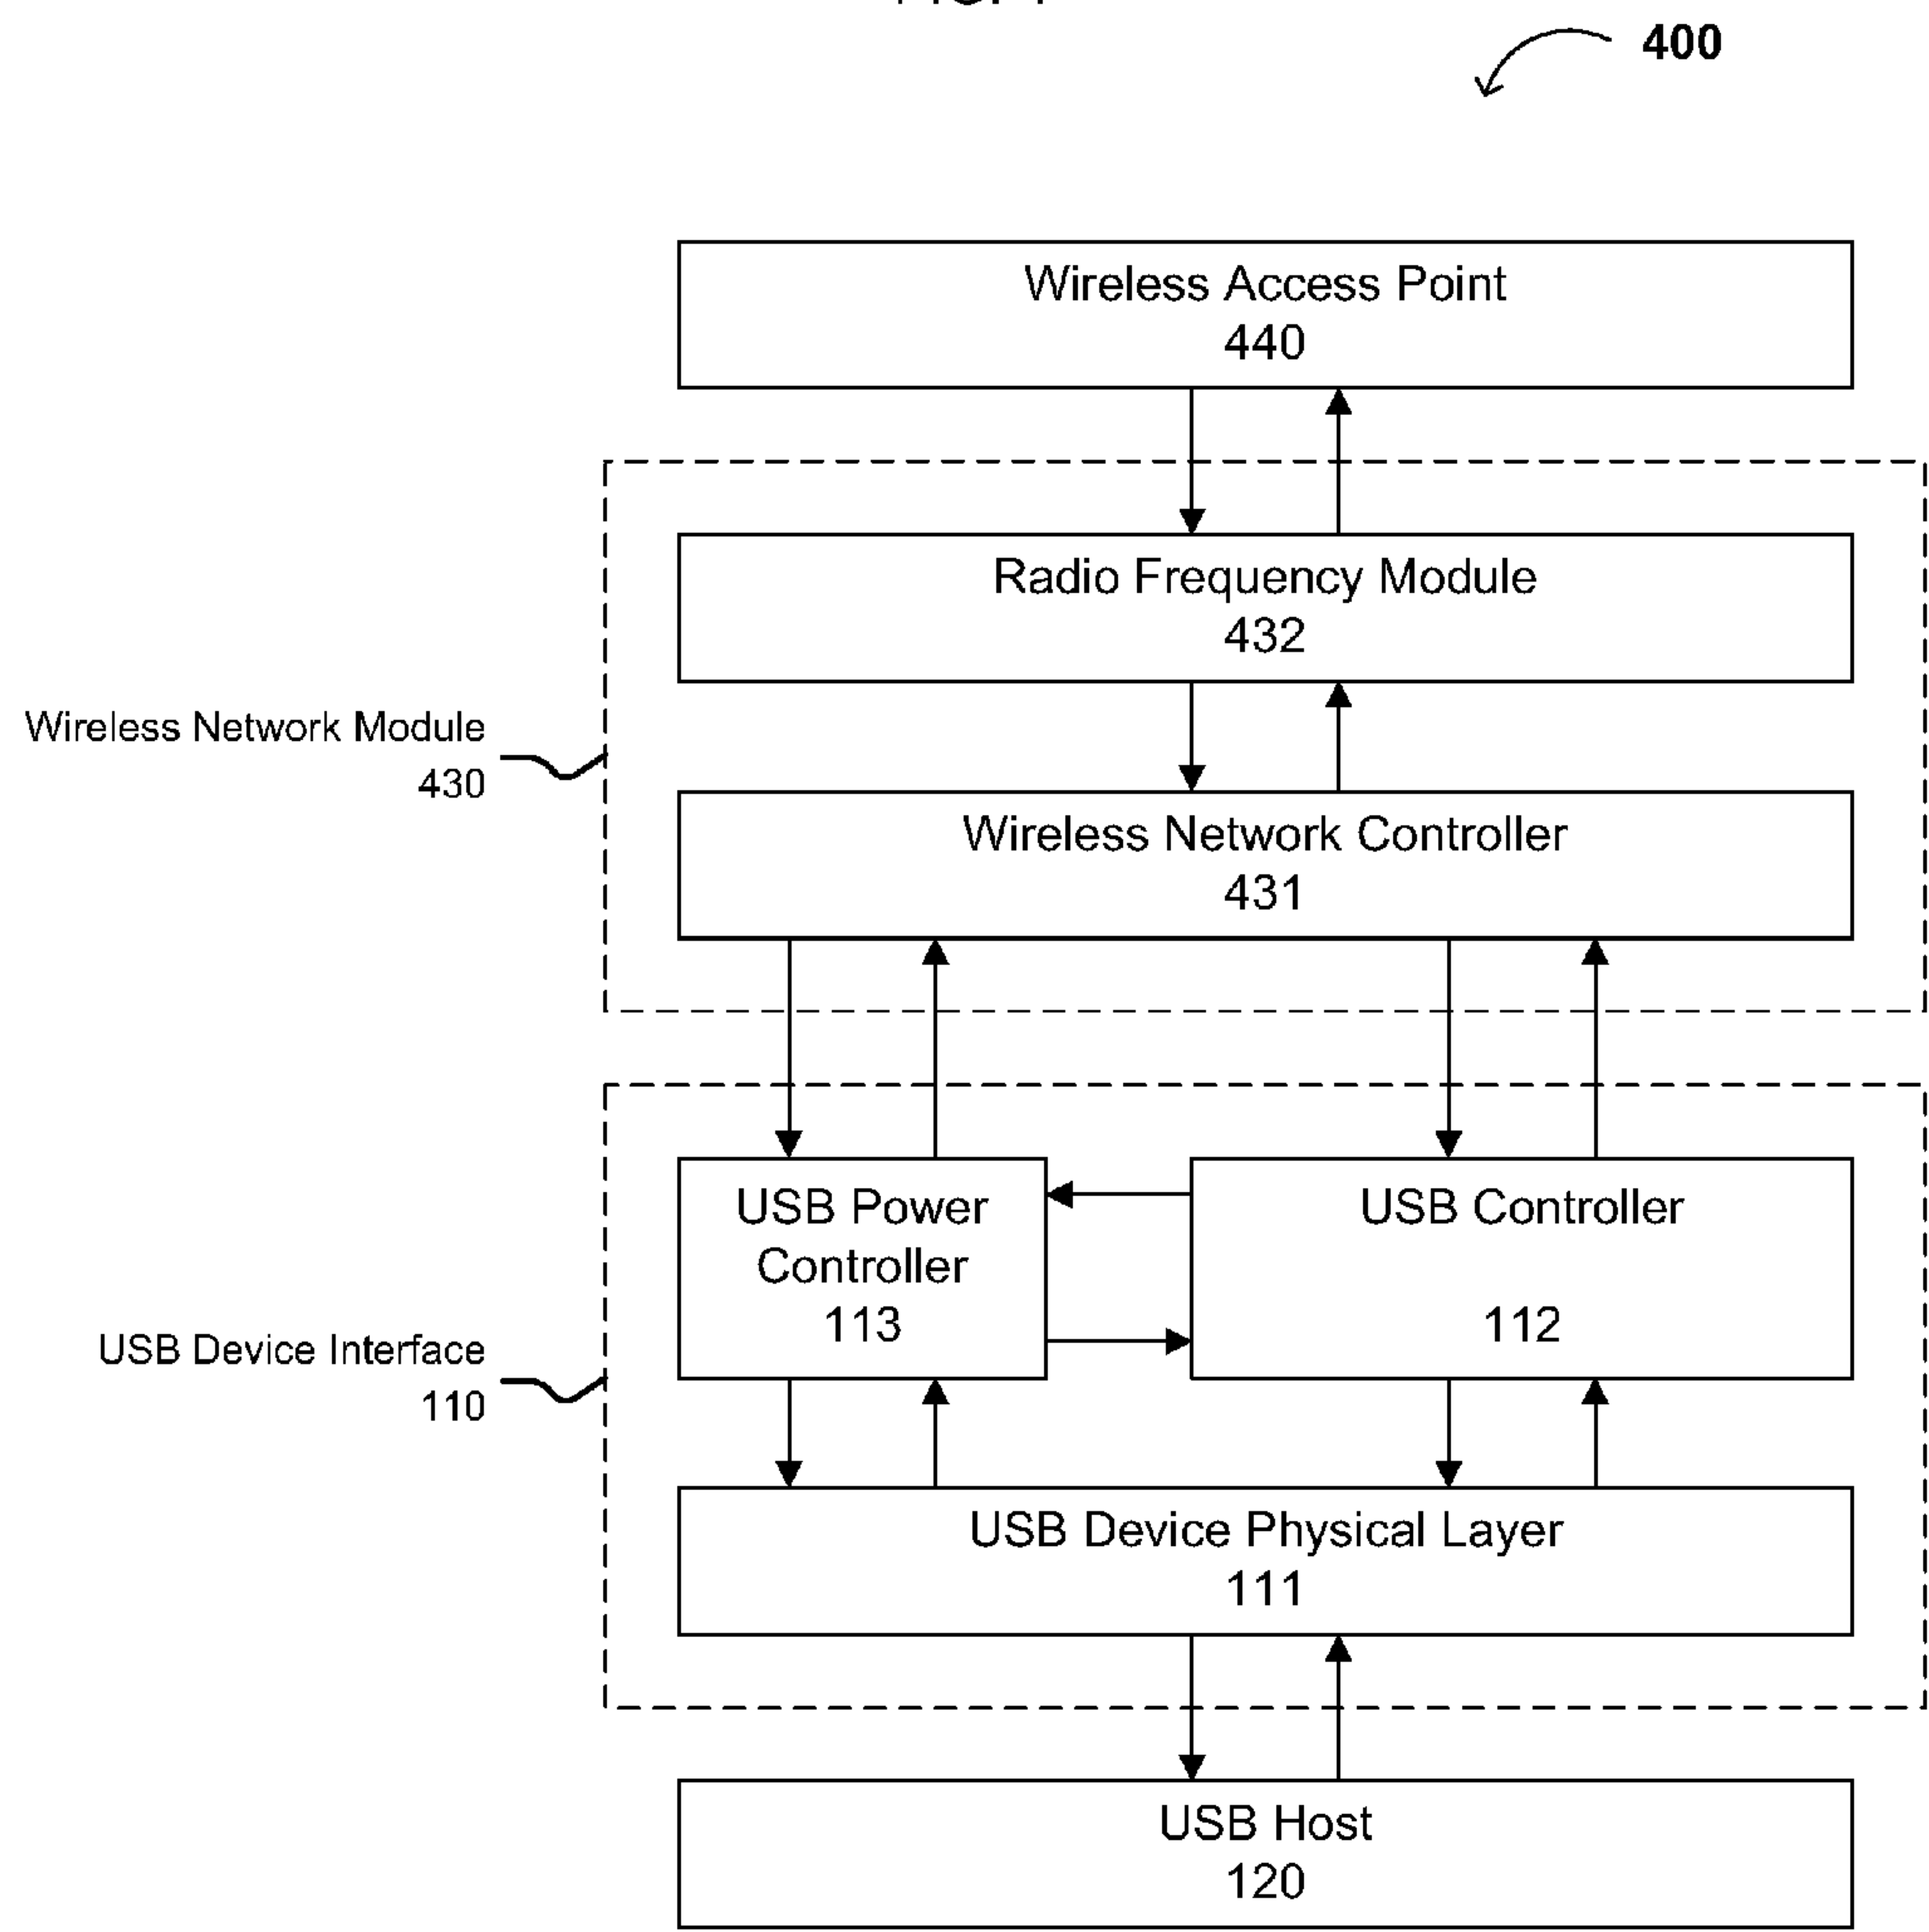 400
Wireless Access Point
440
Radio Frequency Module
432
Wireless Network Module
430
Wireless Network Controller
431
USB Power
Controller
113
USB Controller
112
USB Device Interface
110
USB Device Physical Layer
111
USB Host
120